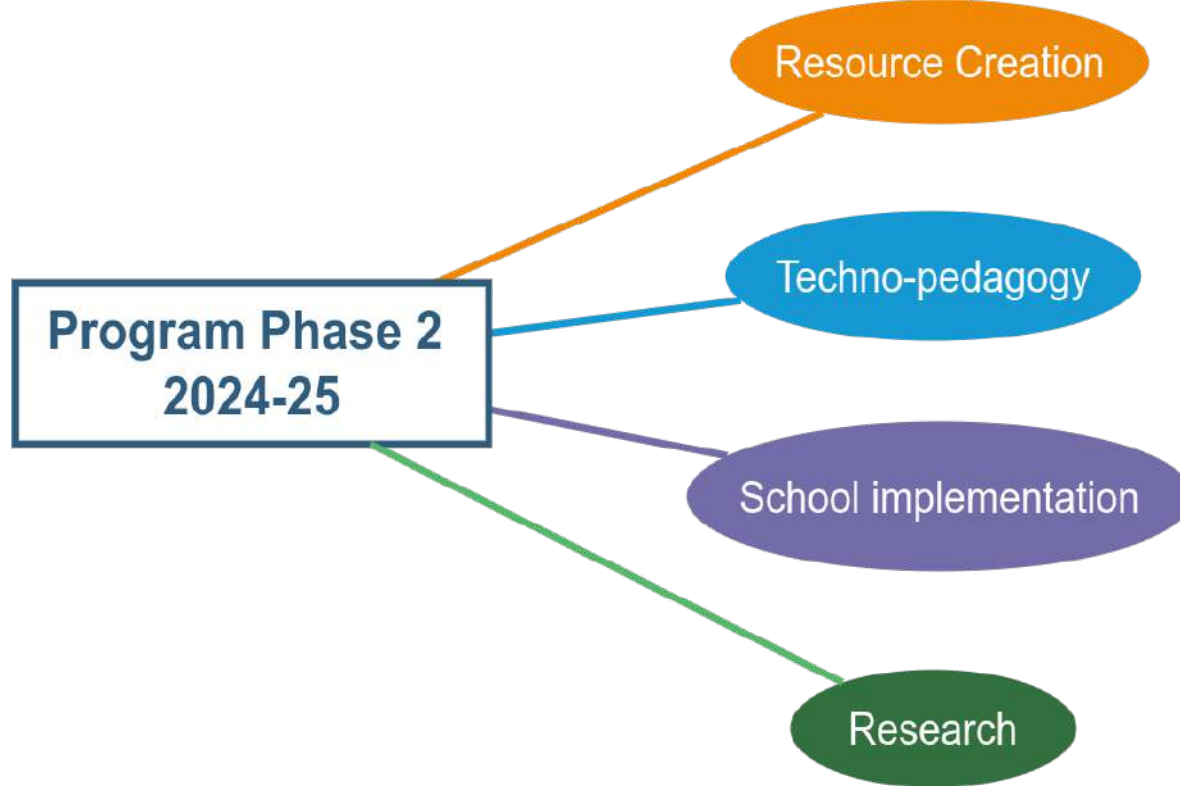 Resource Creation
Techno-pedagogy
Program Phase 2
2024-25
School implementation
Research